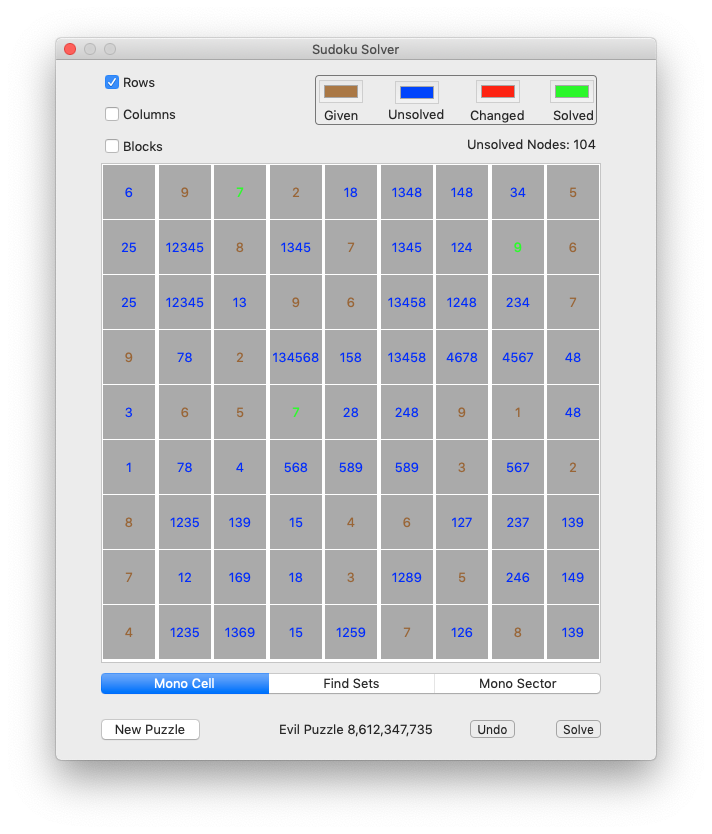 Sudoku Solver
Rows
Columns
Blocks
Given Unsolved Changed Solved
Unsolved Nodes: 104
6 9 7 2 18 1348 148 34 5
25 12345 8 1345 7 1345 124 9 6
25 12345 13 9 6 13458 1248 234 7
9 78 2 134568 158 13458 4678 4567 48
3 6 5 7 28 248 9 1 48
1 78 4 568 589 589 3 567 2
8 1235 139 15 4 6 127 237 139
7 12 169 18 3 1289 5 246 149
4 1235 1369 15 1259 7 126 8 139
Mono Cell Find Sets Mono Sector
New Puzzle Evil Puzzle 8,612,347,735 Undo Solve